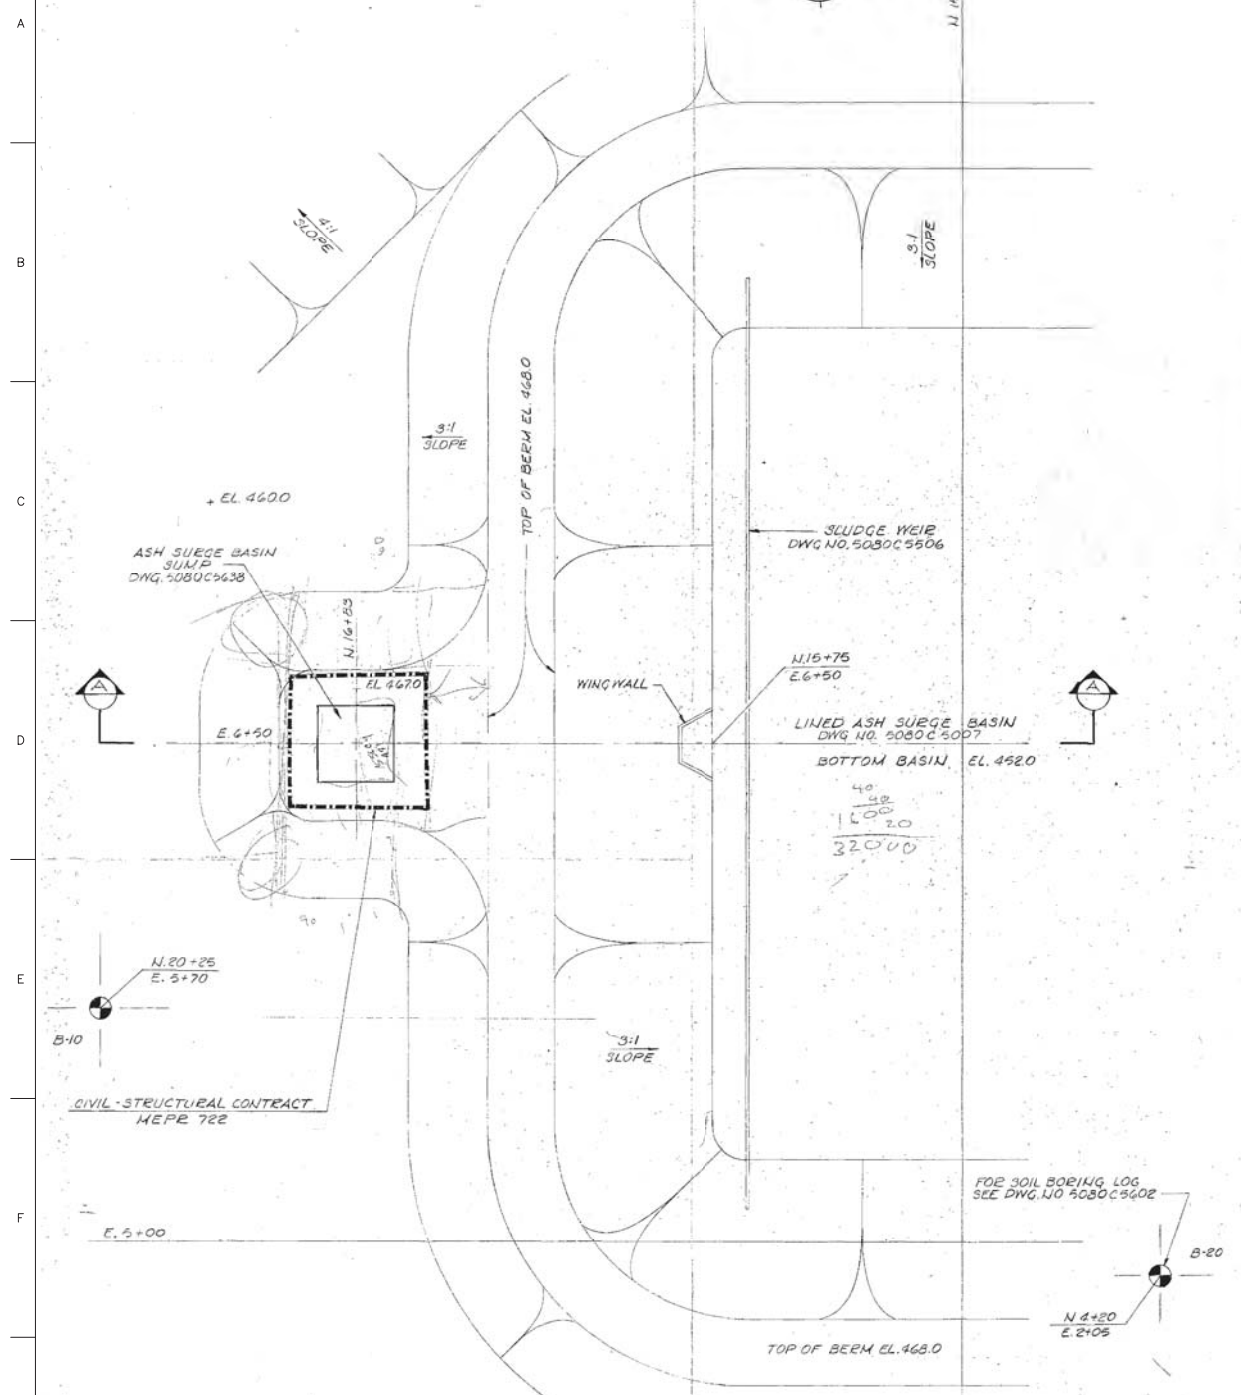 A
B
C
D
E
F
4:1
SLOPE
3:1
SLOPE
3:1
SLOPE
TOP OF BERM EL. 468.0
+ EL. 460.0
ASH SURGE BASIN
SUMP
DWG. 5080C5638
SLUDGE WEIR
DWG NO. 5080C5506
N. 16+83
EL 467.0
E. 6+50
A
A
WING WALL
N.15+75
E.6+50
LINED ASH SURGE BASIN
DWG NO. 5080C5007
BOTTOM BASIN, EL. 452.0
40
40
1600
20
32000
90
N. 20+25
E. 5+70
B-10
3:1
SLOPE
CIVIL-STRUCTURAL CONTRACT
MEPR 722
FOR SOIL BORING LOG
SEE DWG. NO 5080C5602
E. 5+00
B-20
N 4+20
E. 2+05
TOP OF BERM EL. 468.0